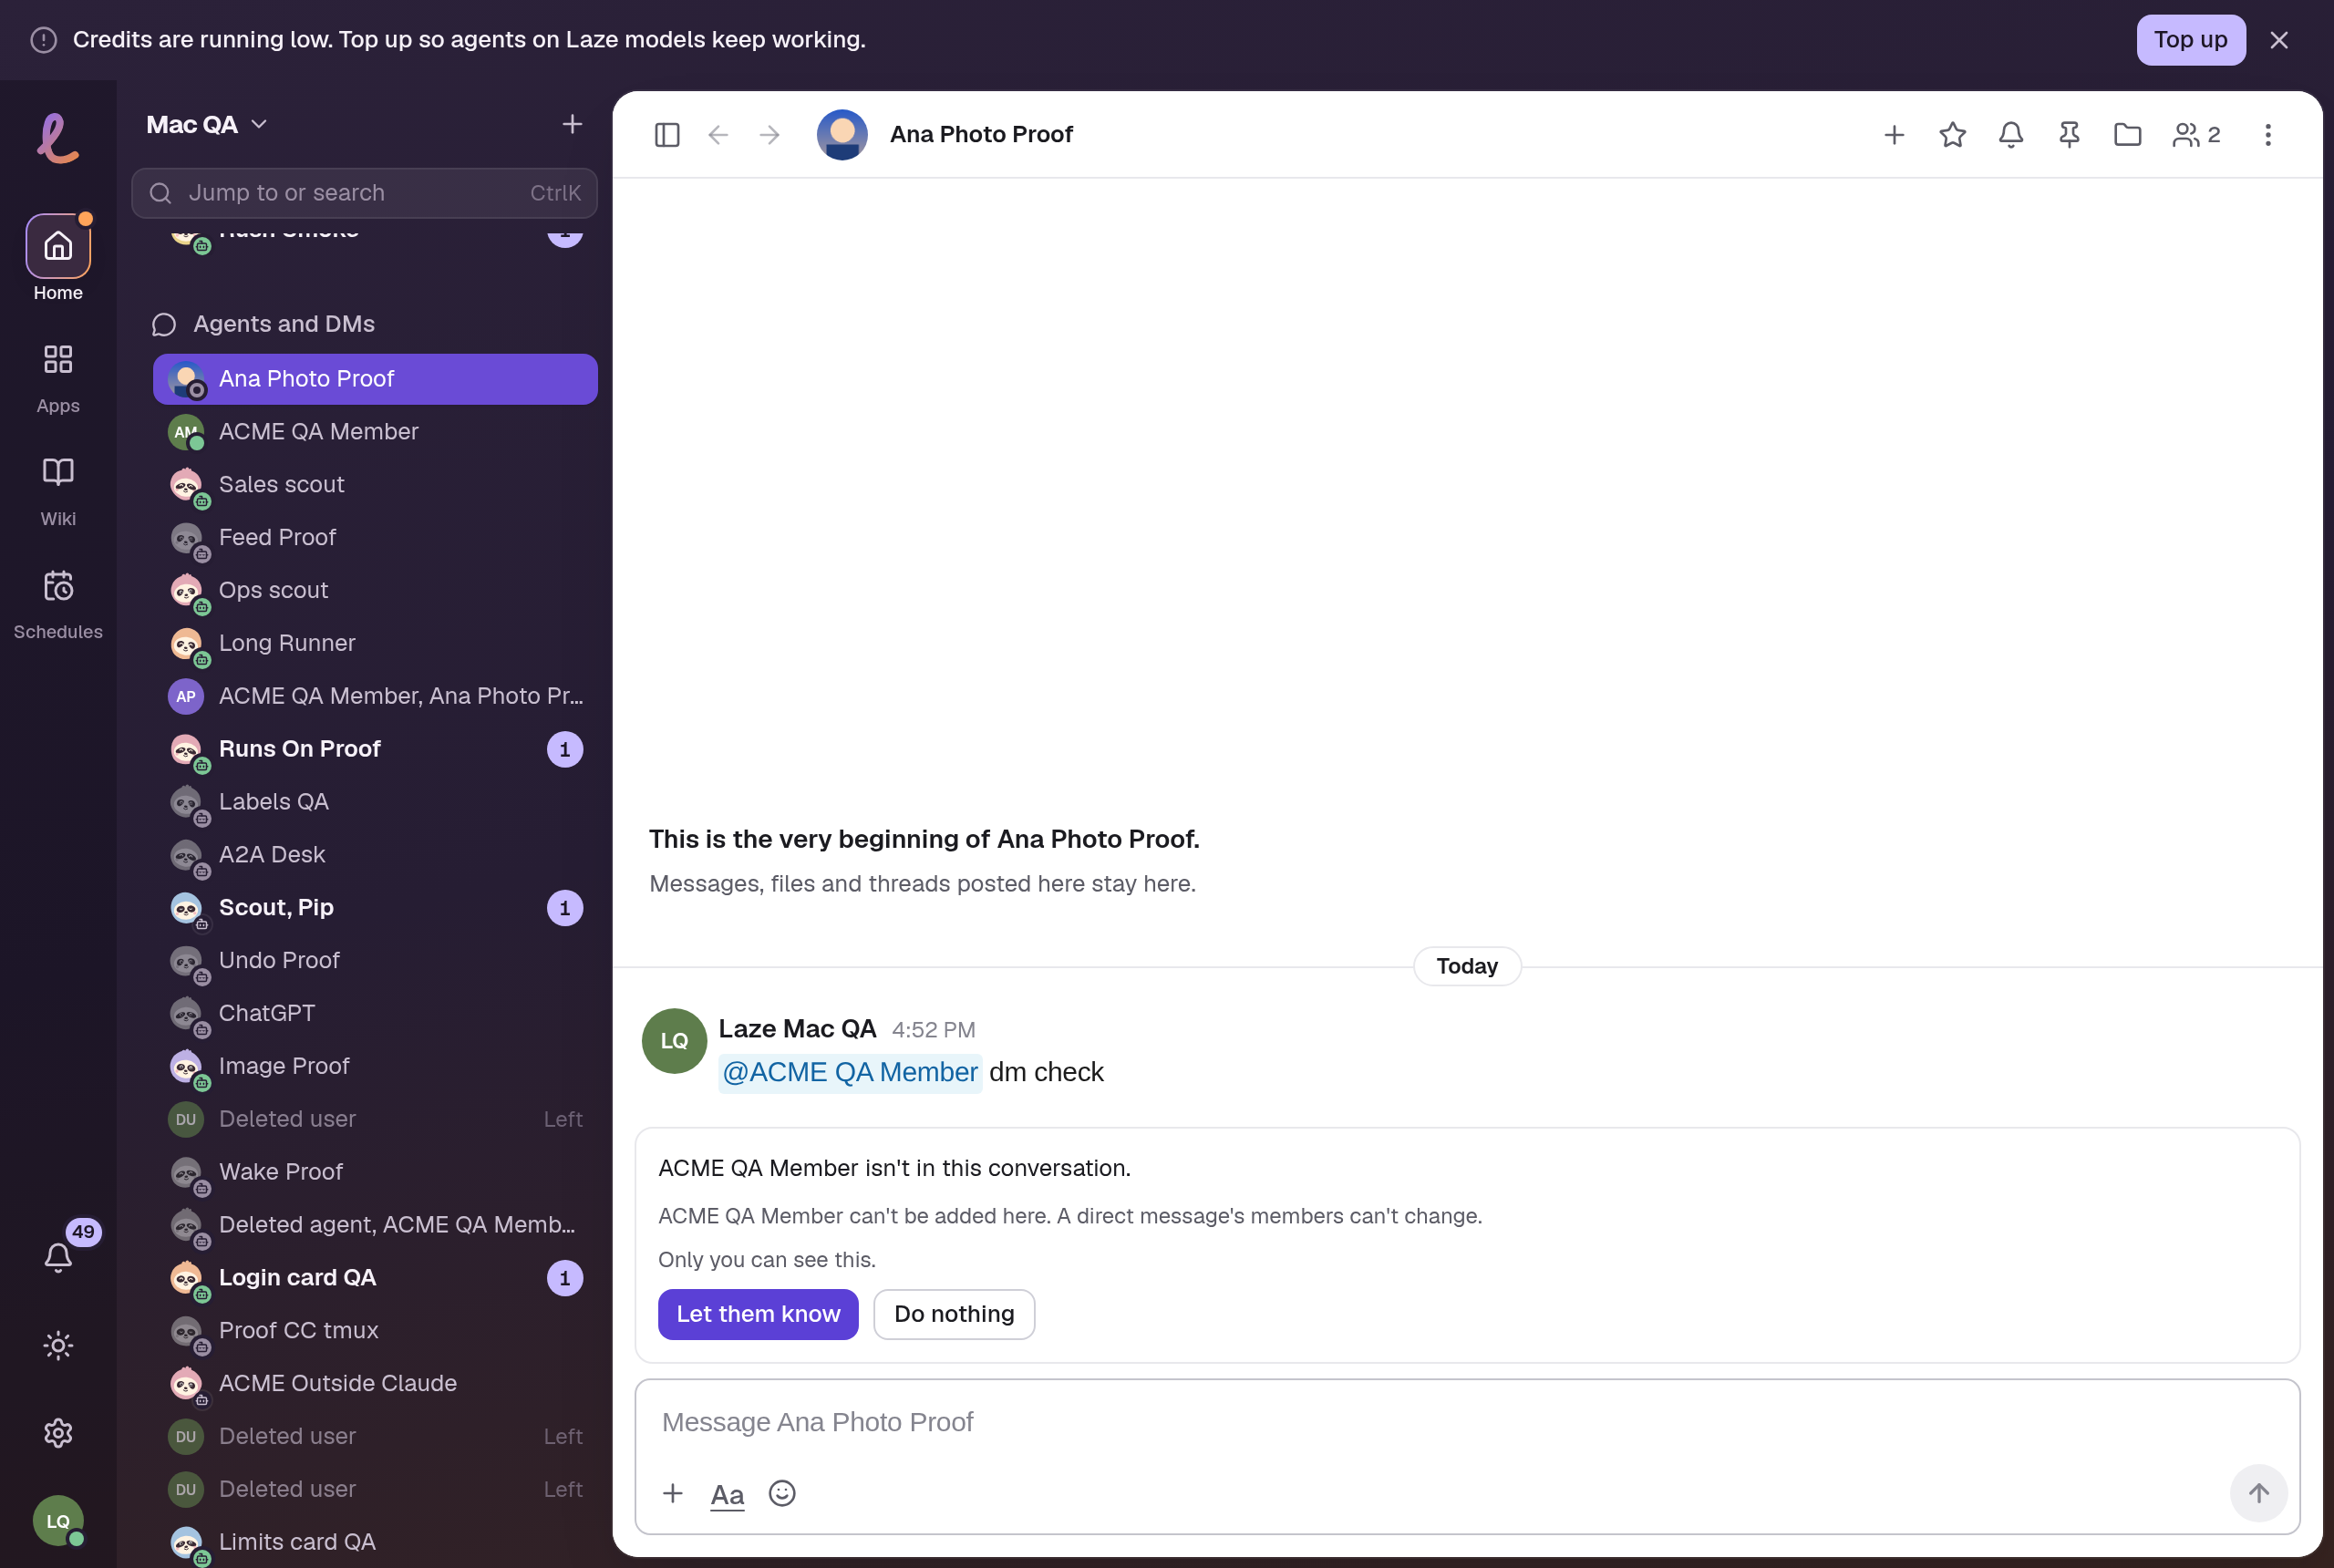 Credits are running low. Top up so agents on Laze models keep working.
Top up
Mac QA
Jump to or search
CtrlK
Home
Apps
Wiki
Schedules
49
LQ
1
Agents and DMs
Ana Photo Proof
AM ACME QA Member
Sales scout
Feed Proof
Ops scout
Long Runner
AP ACME QA Member, Ana Photo Pr...
Runs On Proof 1
Labels QA
A2A Desk
Scout, Pip 1
Undo Proof
ChatGPT
Image Proof
DU Deleted user Left
Wake Proof
Deleted agent, ACME QA Memb...
Login card QA 1
Proof CC tmux
ACME Outside Claude
DU Deleted user Left
DU Deleted user Left
Limits card QA
Ana Photo Proof
2
This is the very beginning of Ana Photo Proof.
Messages, files and threads posted here stay here.
Today
LQ
Laze Mac QA 4:52 PM
@ACME QA Member dm check
ACME QA Member isn't in this conversation.
ACME QA Member can't be added here. A direct message's members can't change.
Only you can see this.
Let them know
Do nothing
Message Ana Photo Proof
Aa